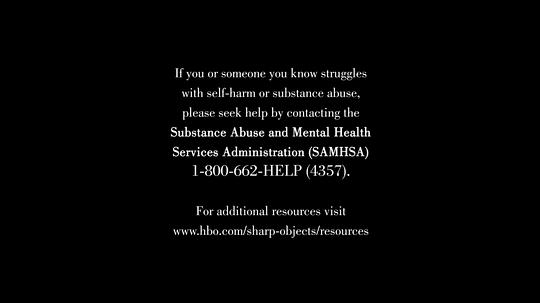 If you or someone you know struggles
with self-harm or substance abuse,
please seek help by contacting the
Substance Abuse and Mental Health
Services Administration (SAMHSA)
1-800-662-HELP (4357).
For additional resources visit
www.hbo.com/sharp-objects/resources